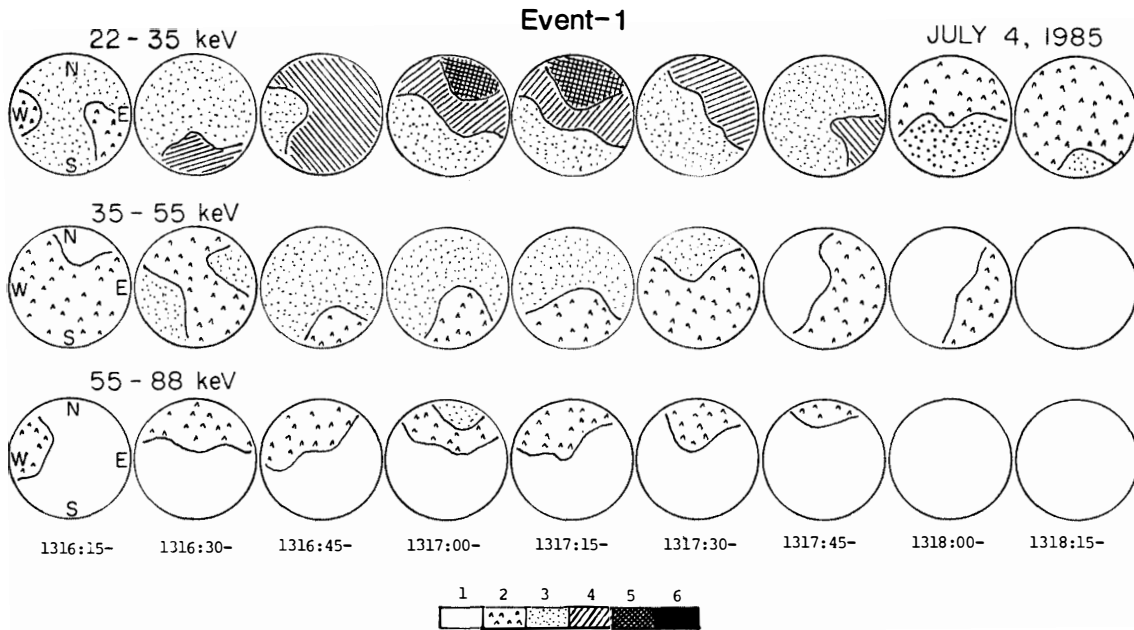 Event-1
22 - 35 keV
JULY 4, 1985
N
W E
S
35 - 55 keV
N
W E
S
55 - 88 keV
N
W E
S
1316:15- 1316:30- 1316:45- 1317:00- 1317:15- 1317:30- 1317:45- 1318:00- 1318:15-
1 2 3 4 5 6